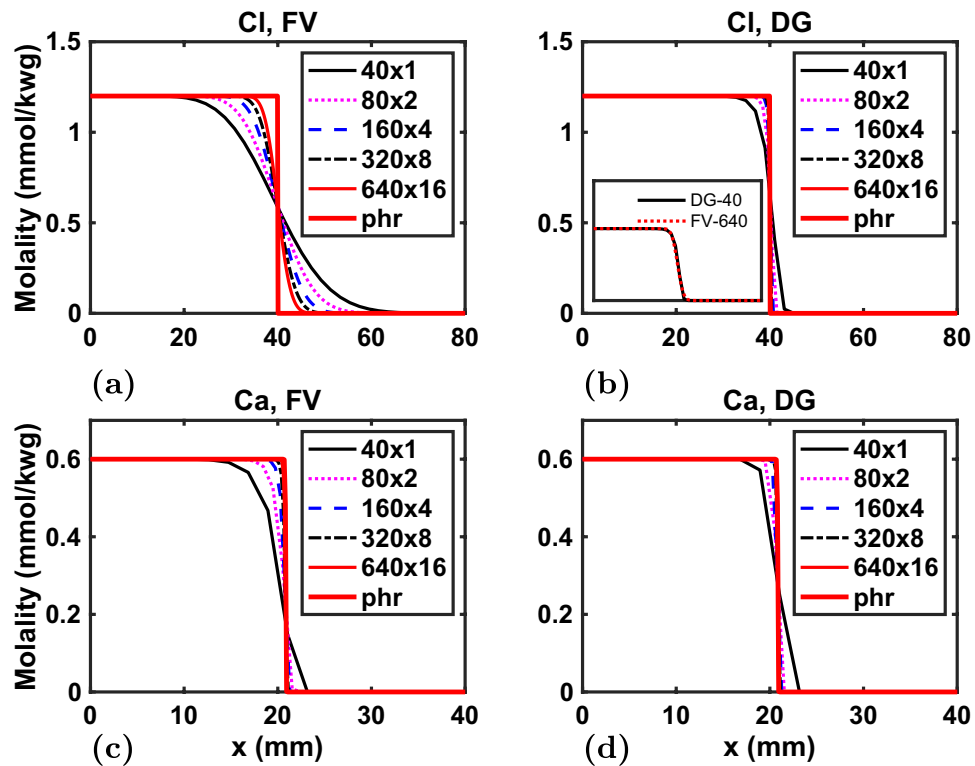 Cl, FV
1.5
1
0.5
0
Molality (mmol/kwg)
0 20 40 60 80
40x1
80x2
160x4
320x8
640x16
phr
(a)
Cl, DG
1.5
1
0.5
0
0 20 40 60 80
40x1
80x2
160x4
320x8
640x16
phr
DG-40
FV-640
(b)
Ca, FV
0.6
0.4
0.2
0
Molality (mmol/kwg)
0 10 20 30 40
x (mm)
40x1
80x2
160x4
320x8
640x16
phr
(c)
Ca, DG
0.6
0.4
0.2
0
0 10 20 30 40
x (mm)
40x1
80x2
160x4
320x8
640x16
phr
(d)